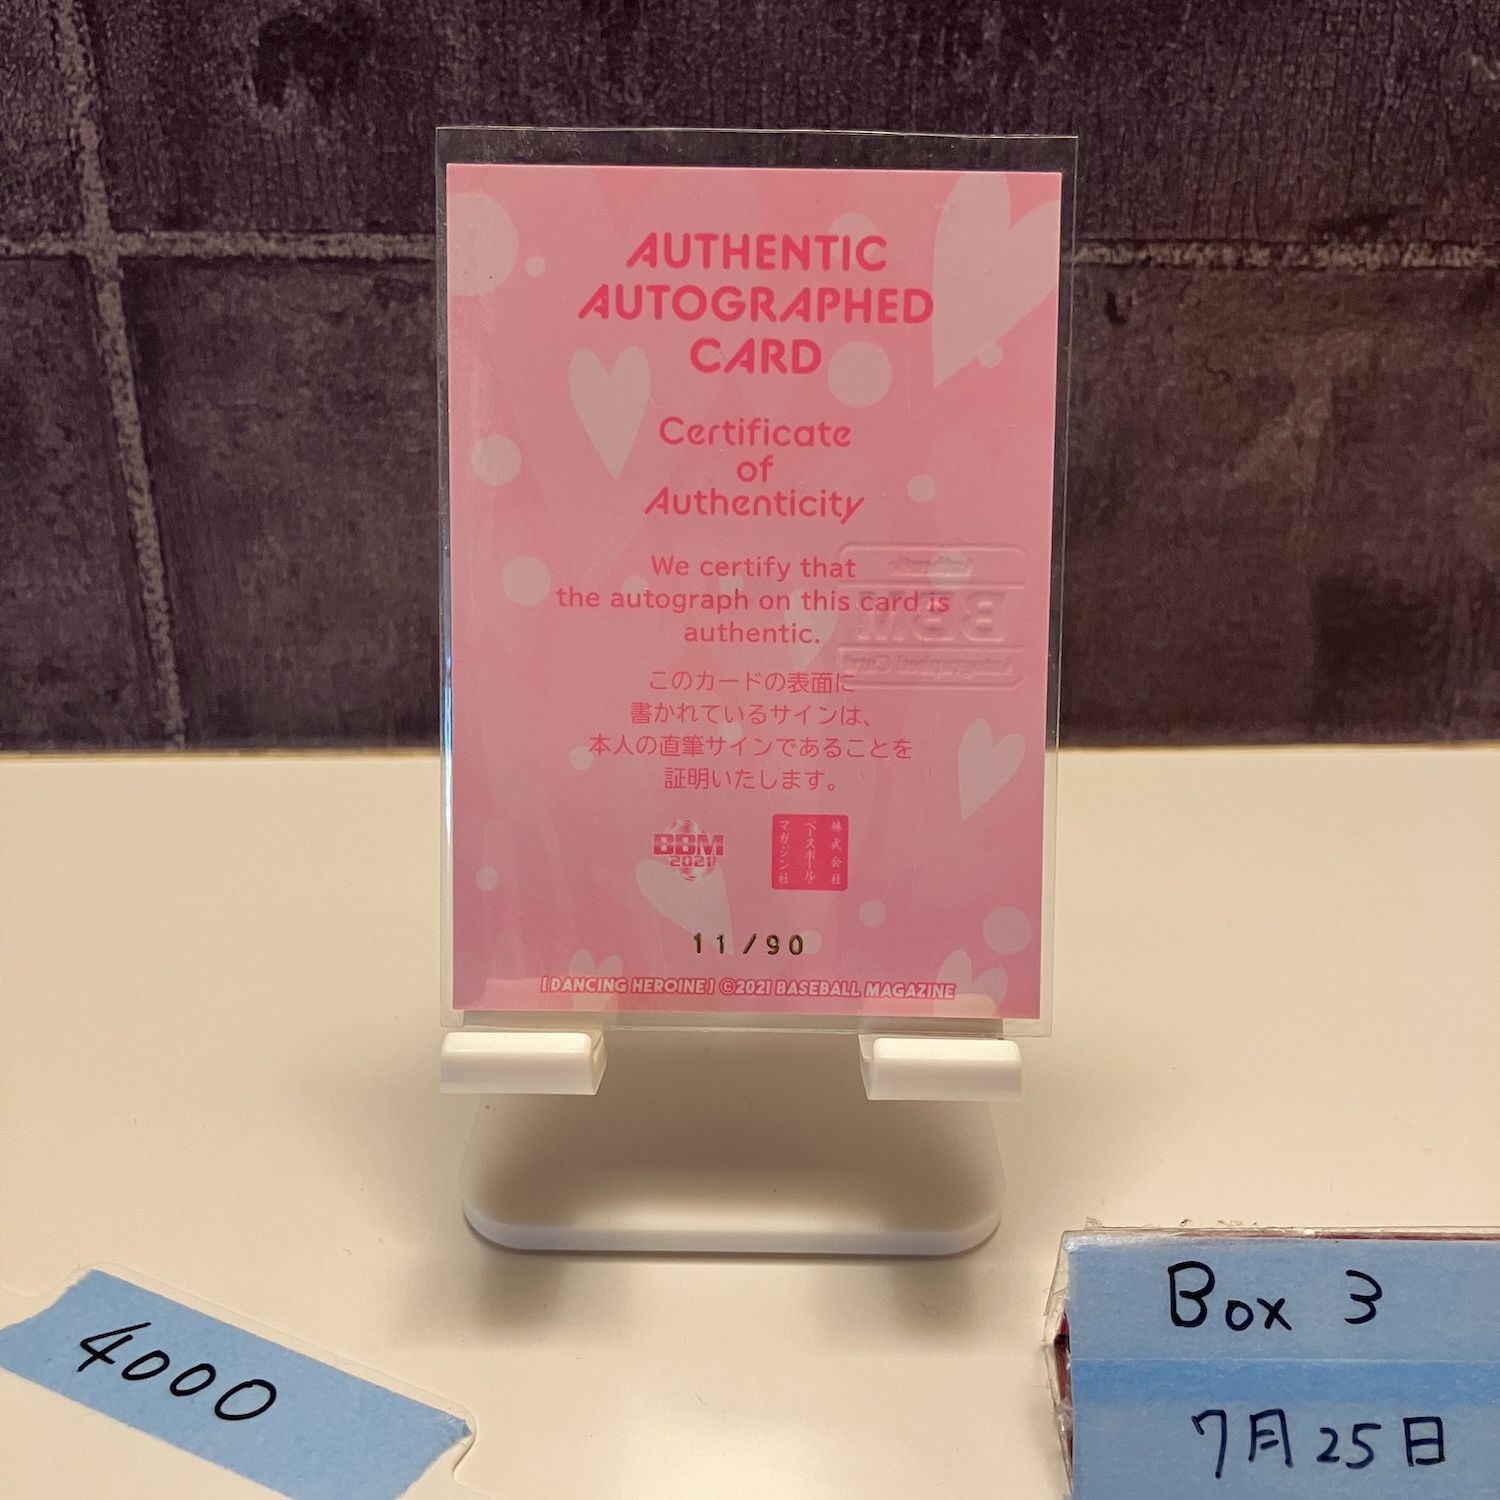 AUTHENTIC
AUTOGRAPHED
CARD
Certificate
of
Authenticity
We certify that
the autograph on this card is
authentic.
このカードの表面に
書かれているサインは、
本人の直筆サインであることを
証明いたします。
BBM
2021
株式会社
ベースボール・
マガジン社
BBM
11/90
[DANCING HEROINE] ©2021 BASEBALL MAGAZINE
4000
Box 3
7月25日